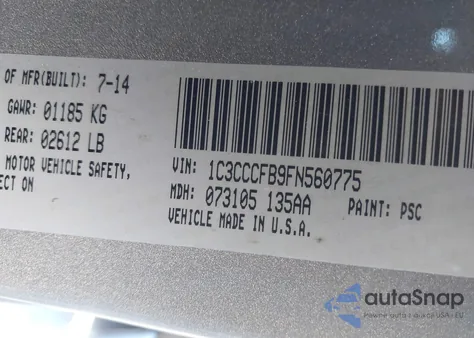 OF MFR(BUILT): 7-14
GAWR: 01185 KG
REAR: 02612 LB
MOTOR VEHICLE SAFETY,
ECT ON
VIN: 1C3CCCFB9FN560775
MDH: 073105 135AA PAINT: PSC
VEHICLE MADE IN U.S.A.
autoSnap